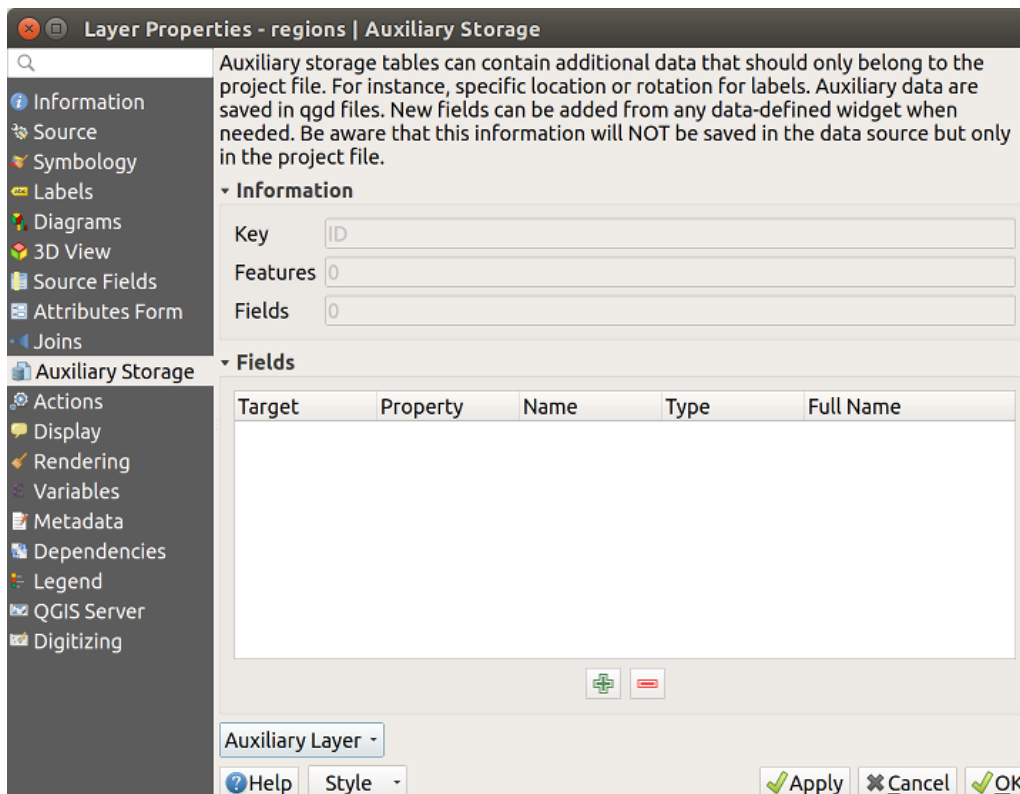 Layer Properties - regions | Auxiliary Storage
Information
Source
Symbology
Labels
Diagrams
3D View
Source Fields
Attributes Form
Joins
Auxiliary Storage
Actions
Display
Rendering
Variables
Metadata
Dependencies
Legend
QGIS Server
Digitizing
Auxiliary storage tables can contain additional data that should only belong to the
project file. For instance, specific location or rotation for labels. Auxiliary data are
saved in qgd files. New fields can be added from any data-defined widget when
needed. Be aware that this information will NOT be saved in the data source but only
in the project file.
Information
Key ID
Features 0
Fields 0
Fields
Target Property Name Type Full Name
Auxiliary Layer
Help Style Apply Cancel OK